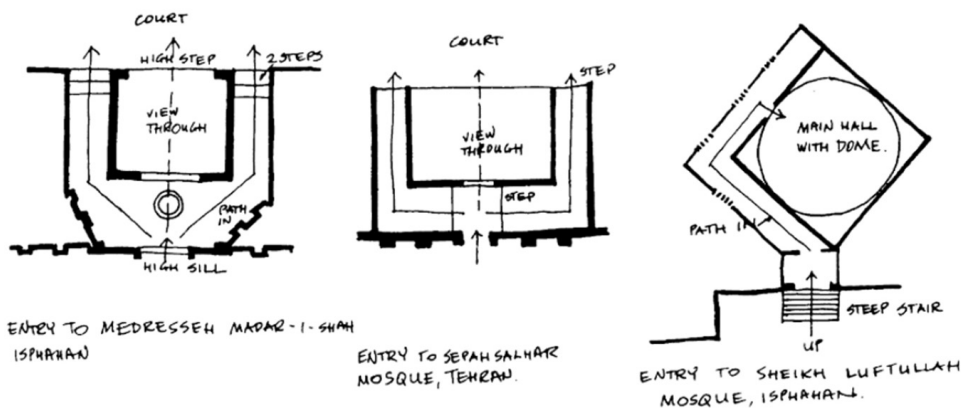 COURT
HIGH STEP
2 STEPS
VIEW
THROUGH
PATH
IN
HIGH SILL
ENTRY TO MEDRESSEH MADAR-I-SHAH
ISPHAHAN
COURT
STEP
VIEW
THROUGH
STEP
ENTRY TO SEPAHSALHAR
MOSQUE, TEHRAN.
MAIN HALL
WITH DOME.
PATH IN
STEEP STAIR
UP
ENTRY TO SHEIKH LUFTULLAH
MOSQUE, ISPHAHAN.